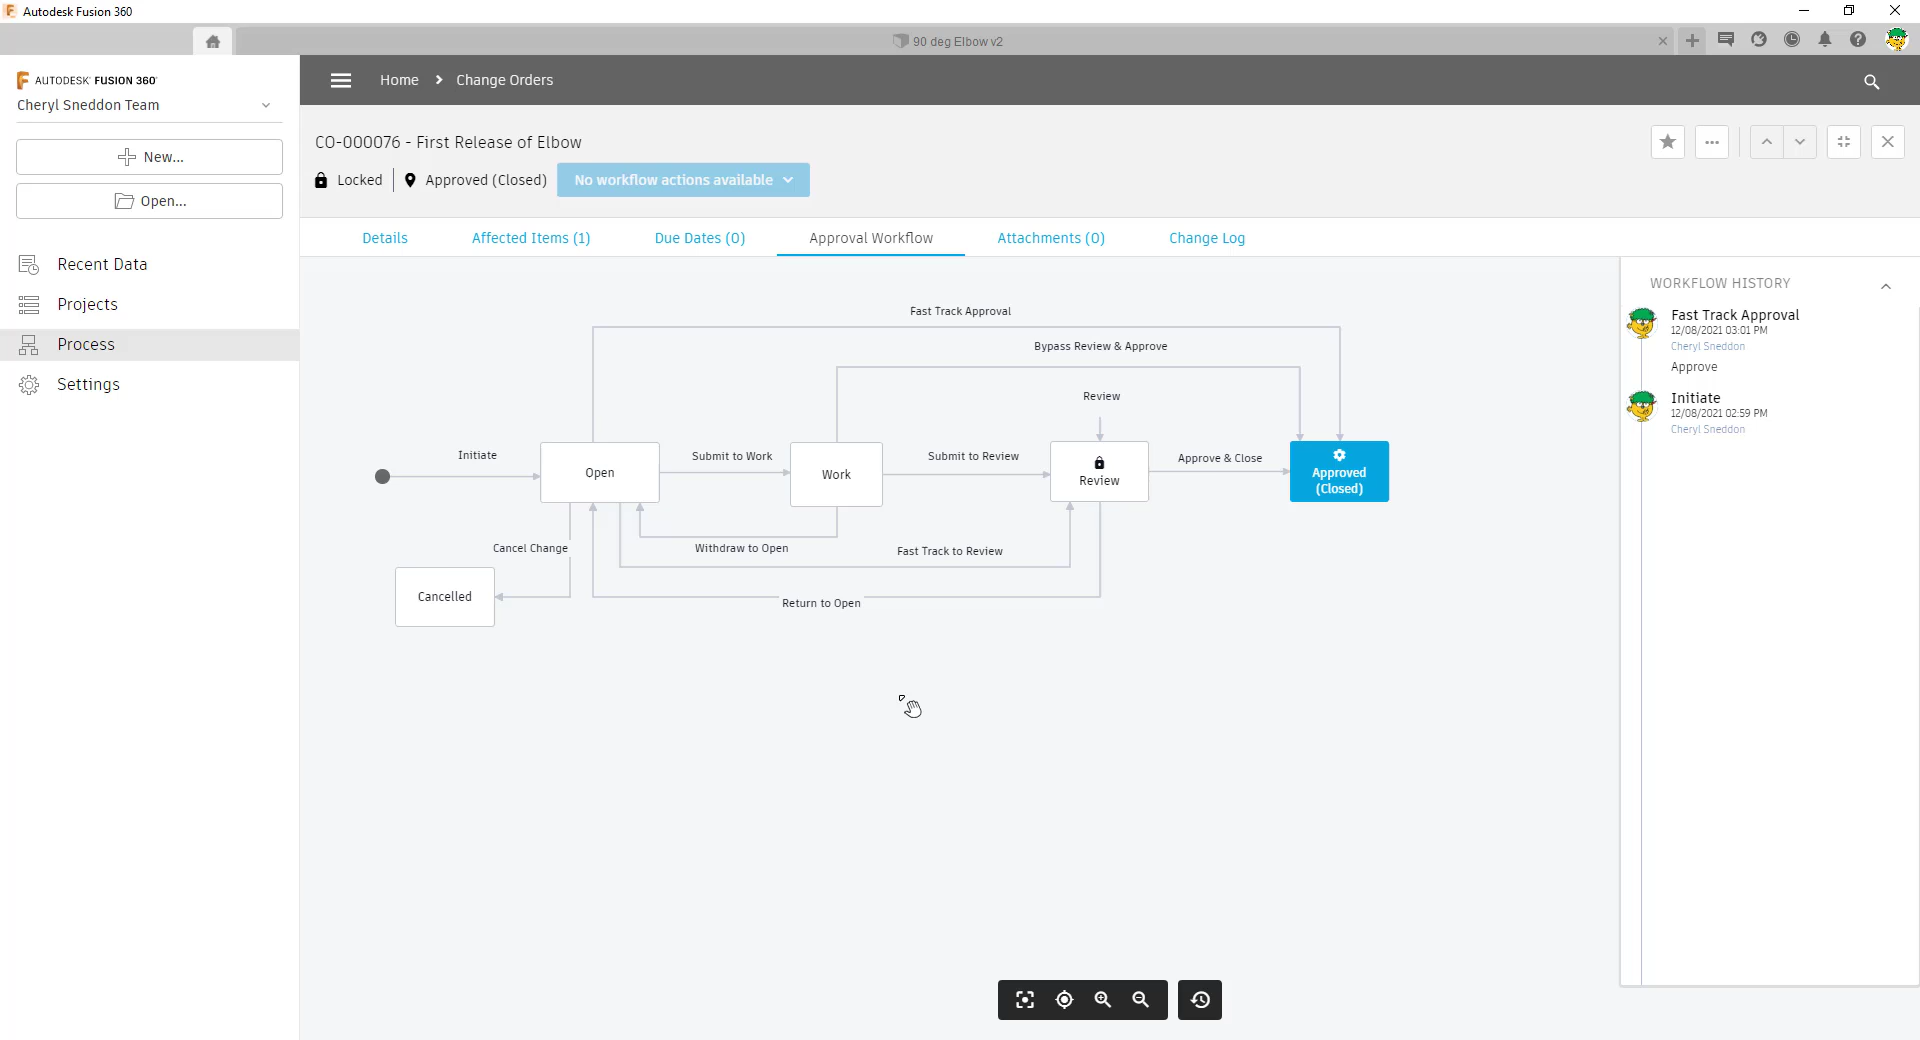 Autodesk Fusion 360
90 deg Elbow v2
AUTODESK FUSION 360
Cheryl Sneddon Team
New...
Open...
Recent Data
Projects
Process
Settings
Home > Change Orders
CO-000076 - First Release of Elbow
Locked
Approved (Closed)
No workflow actions available
Details
Affected Items (1)
Due Dates (0)
Approval Workflow
Attachments (0)
Change Log
Fast Track Approval
Bypass Review & Approve
Review
Initiate
Open
Submit to Work
Work
Submit to Review
Review
Approve & Close
Approved
(Closed)
Cancel Change
Withdraw to Open
Fast Track to Review
Cancelled
Return to Open
WORKFLOW HISTORY
Fast Track Approval
12/08/2021 03:01 PM
Cheryl Sneddon
Approve
Initiate
12/08/2021 02:59 PM
Cheryl Sneddon